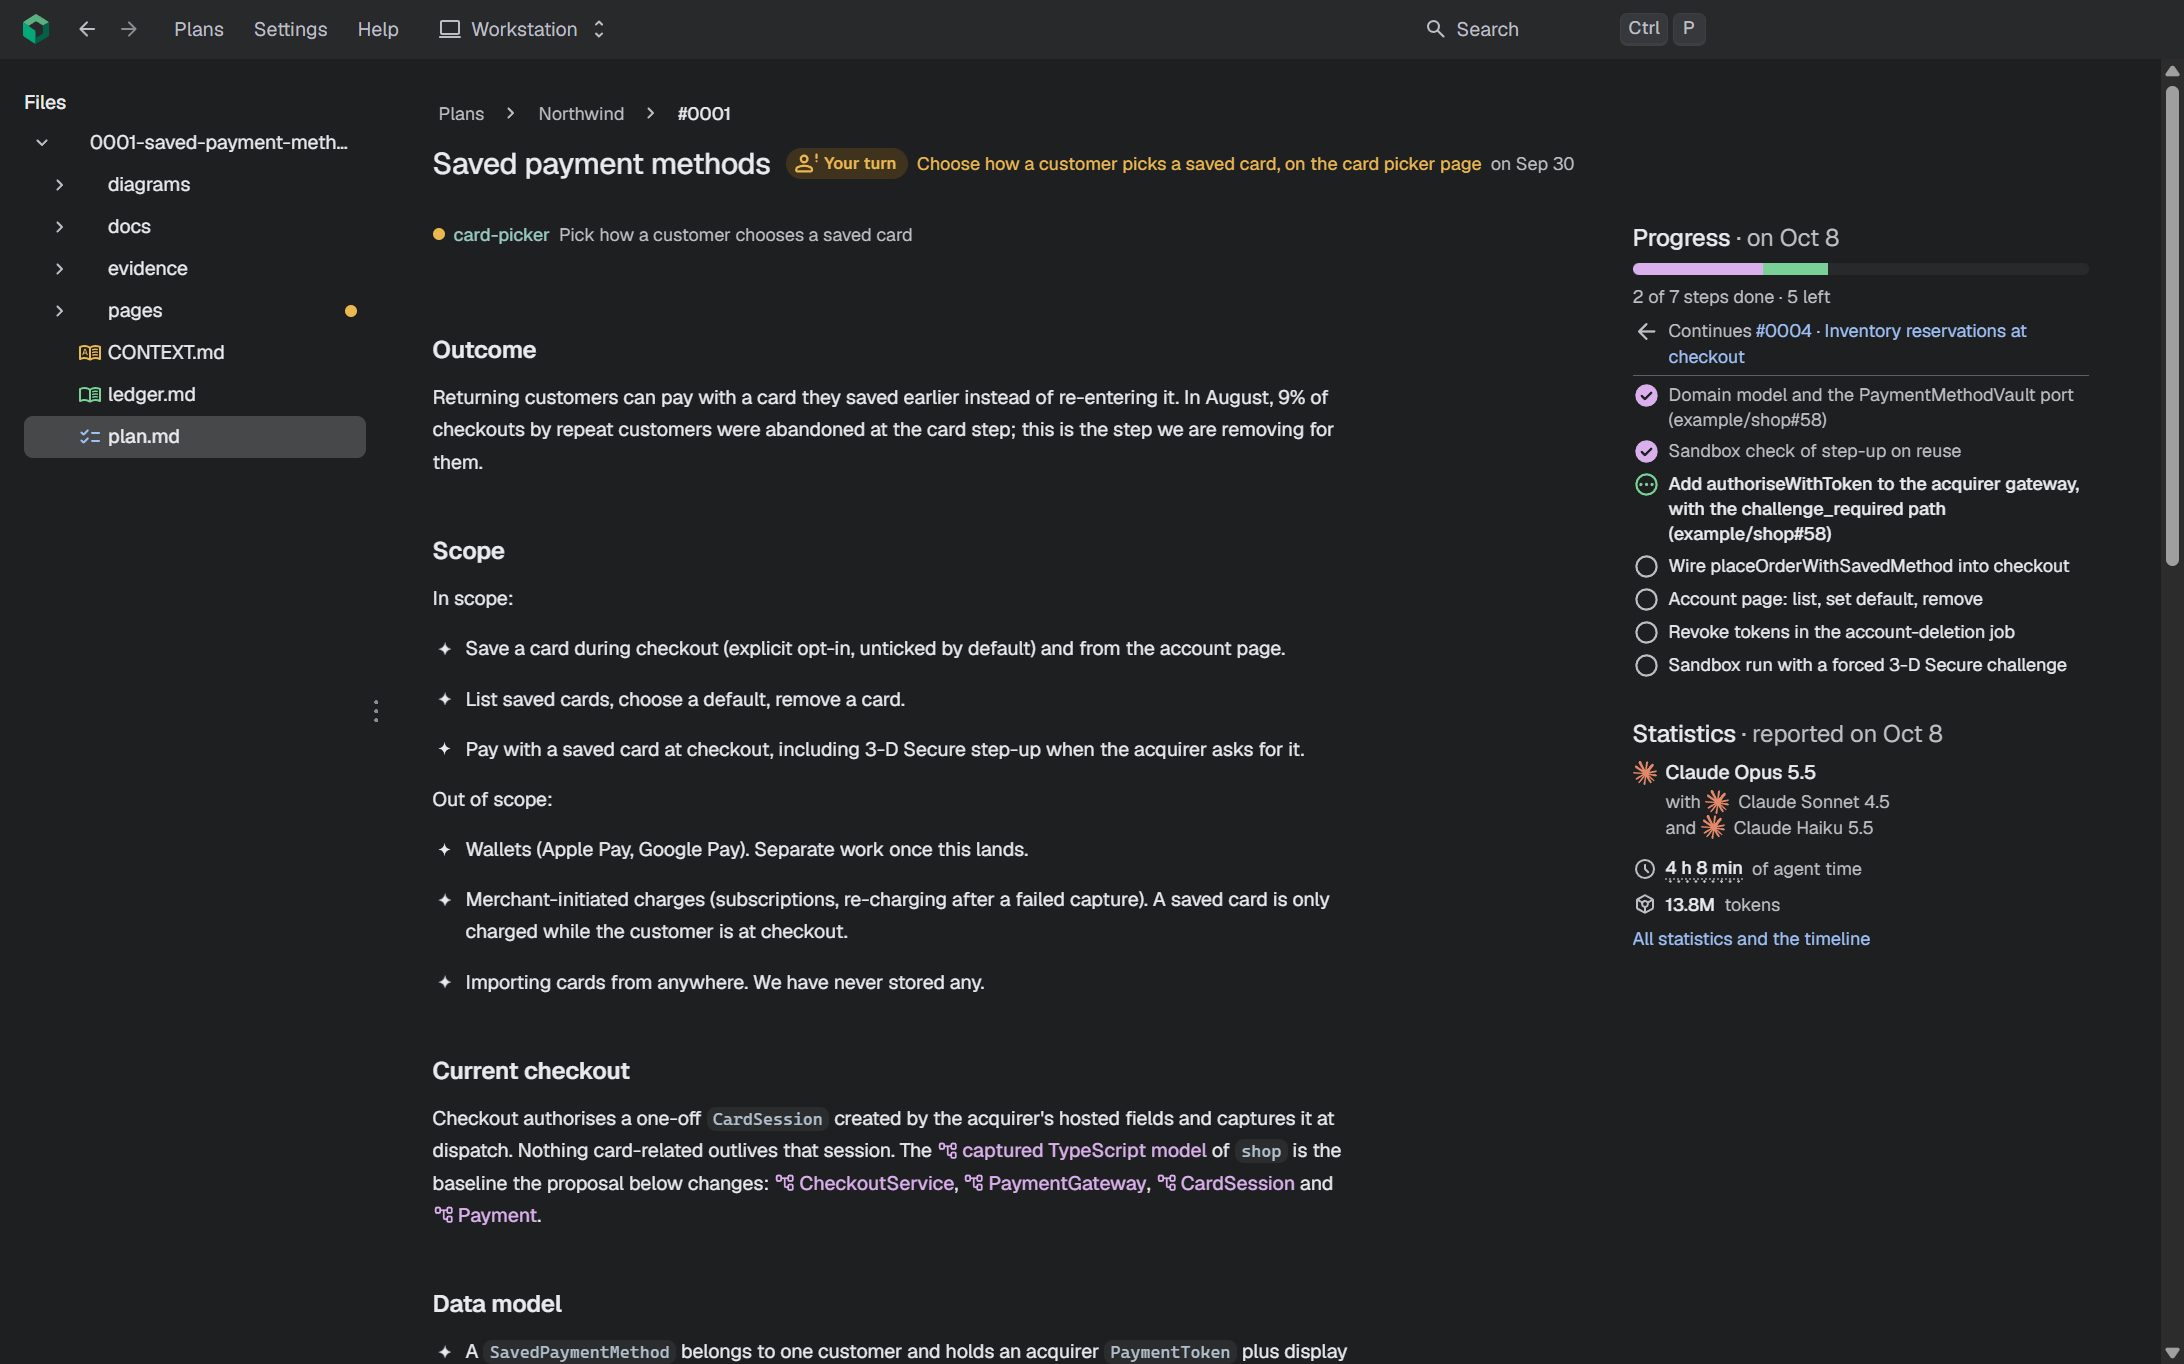 Plans
Settings
Help
Workstation
Search
Ctrl
P
Files
0001-saved-payment-meth...
diagrams
docs
evidence
pages
CONTEXT.md
ledger.md
plan.md
Plans > Northwind > #0001
Saved payment methods
Your turn
Choose how a customer picks a saved card, on the card picker page on Sep 30
card-picker Pick how a customer chooses a saved card
Outcome
Returning customers can pay with a card they saved earlier instead of re-entering it. In August, 9% of
checkouts by repeat customers were abandoned at the card step; this is the step we are removing for
them.
Scope
In scope:
Save a card during checkout (explicit opt-in, unticked by default) and from the account page.
List saved cards, choose a default, remove a card.
Pay with a saved card at checkout, including 3-D Secure step-up when the acquirer asks for it.
Out of scope:
Wallets (Apple Pay, Google Pay). Separate work once this lands.
Merchant-initiated charges (subscriptions, re-charging after a failed capture). A saved card is only
charged while the customer is at checkout.
Importing cards from anywhere. We have never stored any.
Current checkout
Checkout authorises a one-off CardSession created by the acquirer's hosted fields and captures it at
dispatch. Nothing card-related outlives that session. The captured TypeScript model of shop is the
baseline the proposal below changes: CheckoutService, PaymentGateway, CardSession and
Payment.
Data model
A SavedPaymentMethod belongs to one customer and holds an acquirer PaymentToken plus display
Progress · on Oct 8
2 of 7 steps done · 5 left
Continues #0004 · Inventory reservations at
checkout
Domain model and the PaymentMethodVault port
(example/shop#58)
Sandbox check of step-up on reuse
Add authoriseWithToken to the acquirer gateway,
with the challenge_required path
(example/shop#58)
Wire placeOrderWithSavedMethod into checkout
Account page: list, set default, remove
Revoke tokens in the account-deletion job
Sandbox run with a forced 3-D Secure challenge
Statistics · reported on Oct 8
Claude Opus 5.5
with Claude Sonnet 4.5
and Claude Haiku 5.5
4 h 8 min of agent time
13.8M tokens
All statistics and the timeline